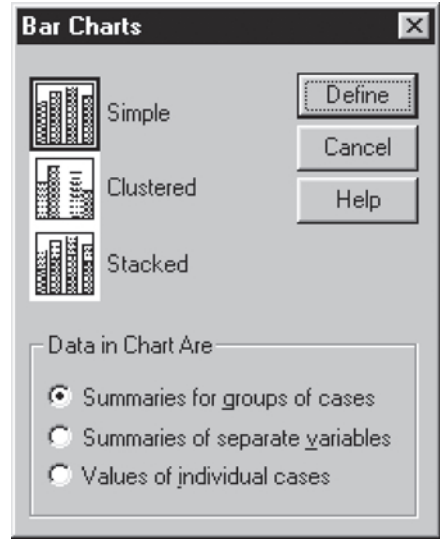 Bar Charts
Simple
Clustered
Stacked
Define
Cancel
Help
Data in Chart Are
Summaries for groups of cases
Summaries of separate variables
Values of individual cases